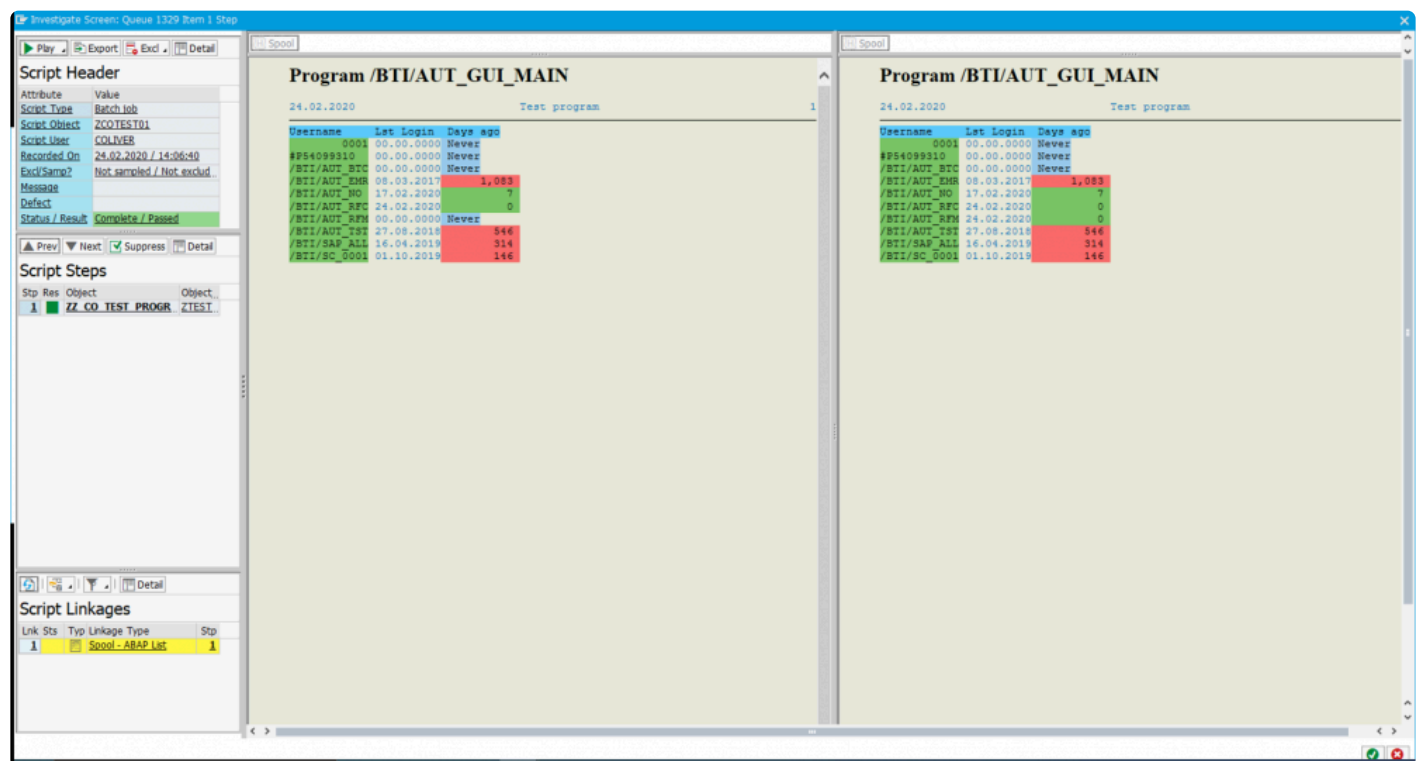 Investigate Screen: Queue 1329 Item 1 Step
Play Export Excl Detail
Script Header
Attribute Value
Script Type Batch job
Script Object ZCOTEST01
Script User COLIVER
Recorded On 24.02.2020 / 14:06:40
Excl/Samp? Not sampled / Not exclud
Message
Defect
Status / Result Complete / Passed
Prev Next Suppress Detail
Script Steps
Stp Res Object Object
1 ZZ_CO_TEST_PROGR ZTEST
Detail
Script Linkages
Lnk Sts Typ Linkage Type Stp
1 Spool - ABAP List 1
Spool
Program /BTI/AUT_GUI_MAIN
24.02.2020 Test program 1
Username Lst Login Days ago
0001 00.00.0000 Never
#P54099310 00.00.0000 Never
/BTI/AUT_BTC 00.00.0000 Never
/BTI/AUT_EMR 08.03.2017 1,083
/BTI/AUT_NO 17.02.2020 7
/BTI/AUT_RFC 24.02.2020 0
/BTI/AUT_RFM 00.00.0000 Never
/BTI/AUT_TST 27.08.2018 546
/BTI/SAP_ALL 16.04.2019 314
/BTI/SC_0001 01.10.2019 146
Spool
Program /BTI/AUT_GUI_MAIN
24.02.2020 Test program
Username Lst Login Days ago
0001 00.00.0000 Never
#P54099310 00.00.0000 Never
/BTI/AUT_BTC 00.00.0000 Never
/BTI/AUT_EMR 08.03.2017 1,083
/BTI/AUT_NO 17.02.2020 7
/BTI/AUT_RFC 24.02.2020 0
/BTI/AUT_RFM 24.02.2020 0
/BTI/AUT_TST 27.08.2018 546
/BTI/SAP_ALL 16.04.2019 314
/BTI/SC_0001 01.10.2019 146